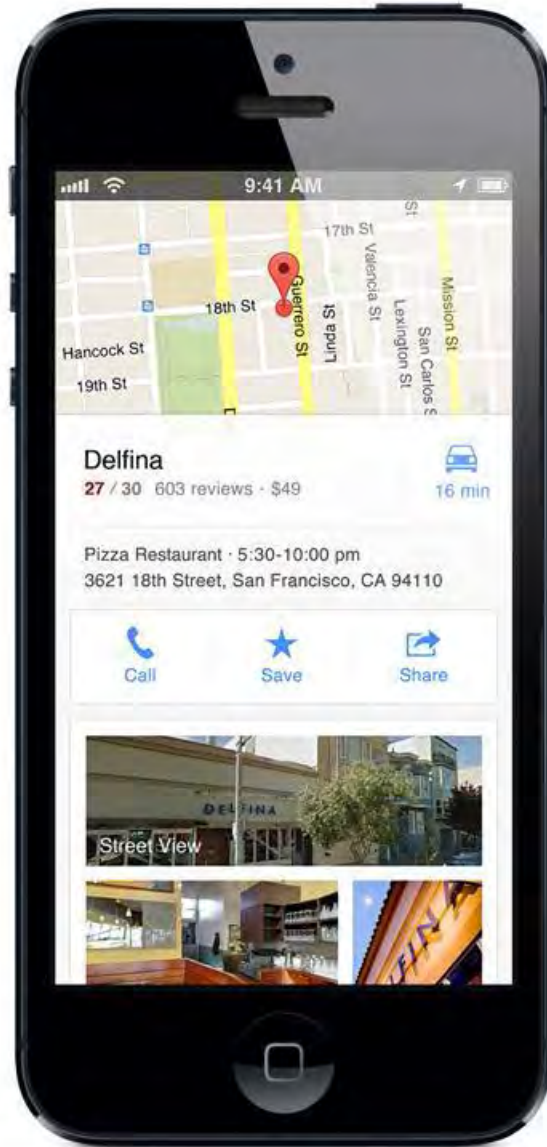 9:41 AM
St
17th St
Valencia St
Mission St
Guerrero St
18th St
Linda St
Lexington St
San Carlos S
Hancock St
19th St
Delfina
27 / 30 603 reviews · $49
16 min
Pizza Restaurant · 5:30-10:00 pm
3621 18th Street, San Francisco, CA 94110
Call
Save
Share
DELFINA
Street View
ELFINA